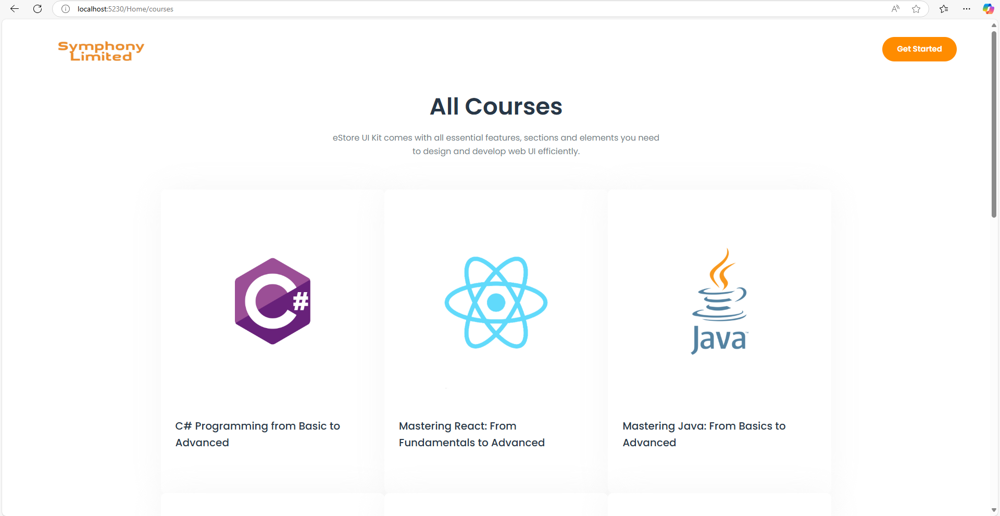 localhost:5230/Home/courses
Symphony
Limited
Get Started
All Courses
eStore UI Kit comes with all essential features, sections and elements you need
to design and develop web UI efficiently.
C#
Java™
C# Programming from Basic to
Advanced
Mastering React: From
Fundamentals to Advanced
Mastering Java: From Basics to
Advanced